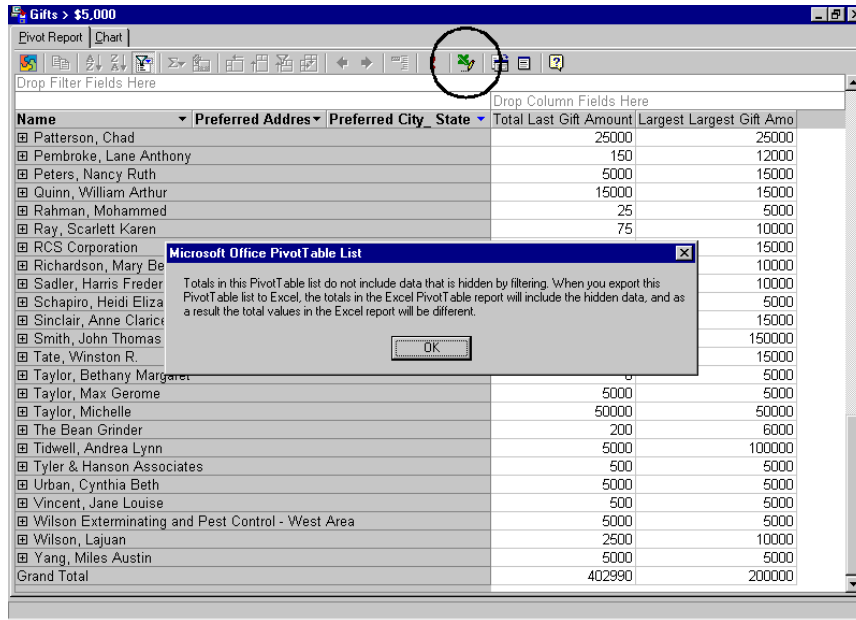 Gifts > $5,000
Pivot Report Chart
Drop Filter Fields Here
Drop Column Fields Here
Name Preferred Addres Preferred City_ State Total Last Gift Amount Largest Largest Gift Amo
Patterson, Chad 25000 25000
Pembroke, Lane Anthony 150 12000
Peters, Nancy Ruth 5000 15000
Quinn, William Arthur 15000 15000
Rahman, Mohammed 25 5000
Ray, Scarlett Karen 75 10000
RCS Corporation 15000
Richardson, Mary Be 10000
Sadler, Harris Freder 10000
Schapiro, Heidi Eliza 5000
Sinclair, Anne Clarice 15000
Smith, John Thomas 150000
Tate, Winston R. 15000
Microsoft Office PivotTable List
Totals in this PivotTable list do not include data that is hidden by filtering. When you export this
PivotTable list to Excel, the totals in the Excel PivotTable report will include the hidden data, and as
a result the total values in the Excel report will be different.
OK
Taylor, Bethany Margaret 5000
Taylor, Max Gerome 5000 5000
Taylor, Michelle 50000 50000
The Bean Grinder 200 6000
Tidwell, Andrea Lynn 5000 100000
Tyler & Hanson Associates 500 5000
Urban, Cynthia Beth 5000 5000
Vincent, Jane Louise 500 5000
Wilson Exterminating and Pest Control - West Area 5000 5000
Wilson, Lajuan 2500 10000
Yang, Miles Austin 5000 5000
Grand Total 402990 200000